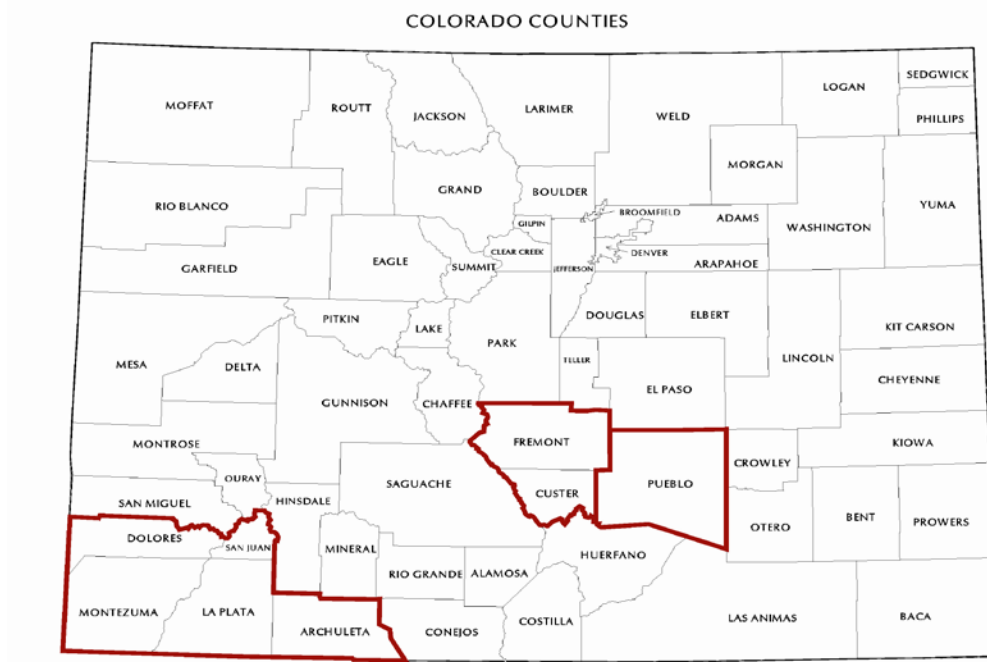 COLORADO COUNTIES
MOFFAT
ROUTT
JACKSON
LARIMER
WELD
LOGAN
SEDGWICK
PHILLIPS
MORGAN
GRAND
BOULDER
RIO BLANCO
GILPIN
BROOMFIELD
ADAMS
WASHINGTON
YUMA
GARFIELD
EAGLE
SUMMIT
CLEAR CREEK
JEFFERSON
DENVER
ARAPAHOE
PITKIN
LAKE
PARK
DOUGLAS
ELBERT
KIT CARSON
MESA
DELTA
TELLER
LINCOLN
CHEYENNE
GUNNISON
CHAFFEE
EL PASO
MONTROSE
FREMONT
CROWLEY
KIOWA
OURAY
SAGUACHE
CUSTER
PUEBLO
SAN MIGUEL
HINSDALE
OTERO
BENT
PROWERS
DOLORES
SAN JUAN
MINERAL
HUERFANO
RIO GRANDE
ALAMOSA
MONTEZUMA
LA PLATA
ARCHULETA
CONEJOS
COSTILLA
LAS ANIMAS
BACA